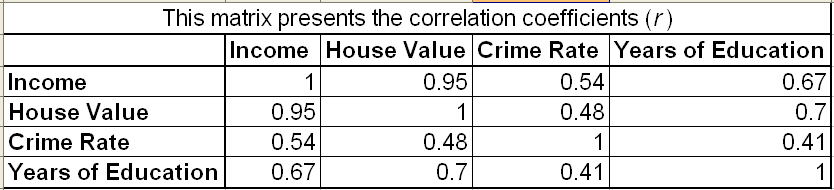 This matrix presents the correlation coefficients (r)
Income House Value Crime Rate Years of Education
Income 1 0.95 0.54 0.67
House Value 0.95 1 0.48 0.7
Crime Rate 0.54 0.48 1 0.41
Years of Education 0.67 0.7 0.41 1